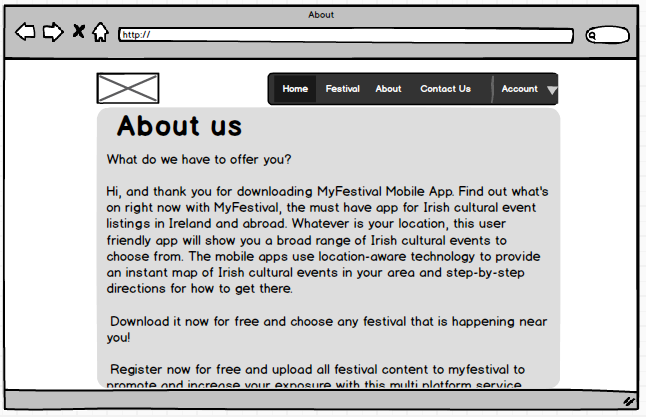 About
http://
Home Festival About Contact Us Account
About us
What do we have to offer you?
Hi, and thank you for downloading MyFestival Mobile App. Find out what's
on right now with MyFestival, the must have app for Irish cultural event
listings in Ireland and abroad. Whatever is your location, this user
friendly app will show you a broad range of Irish cultural events to
choose from. The mobile apps use location-aware technology to provide
an instant map of Irish cultural events in your area and step-by-step
directions for how to get there.
Download it now for free and choose any festival that is happening near
you!
Register now for free and upload all festival content to myfestival to
promote and increase your exposure with this multi platform service